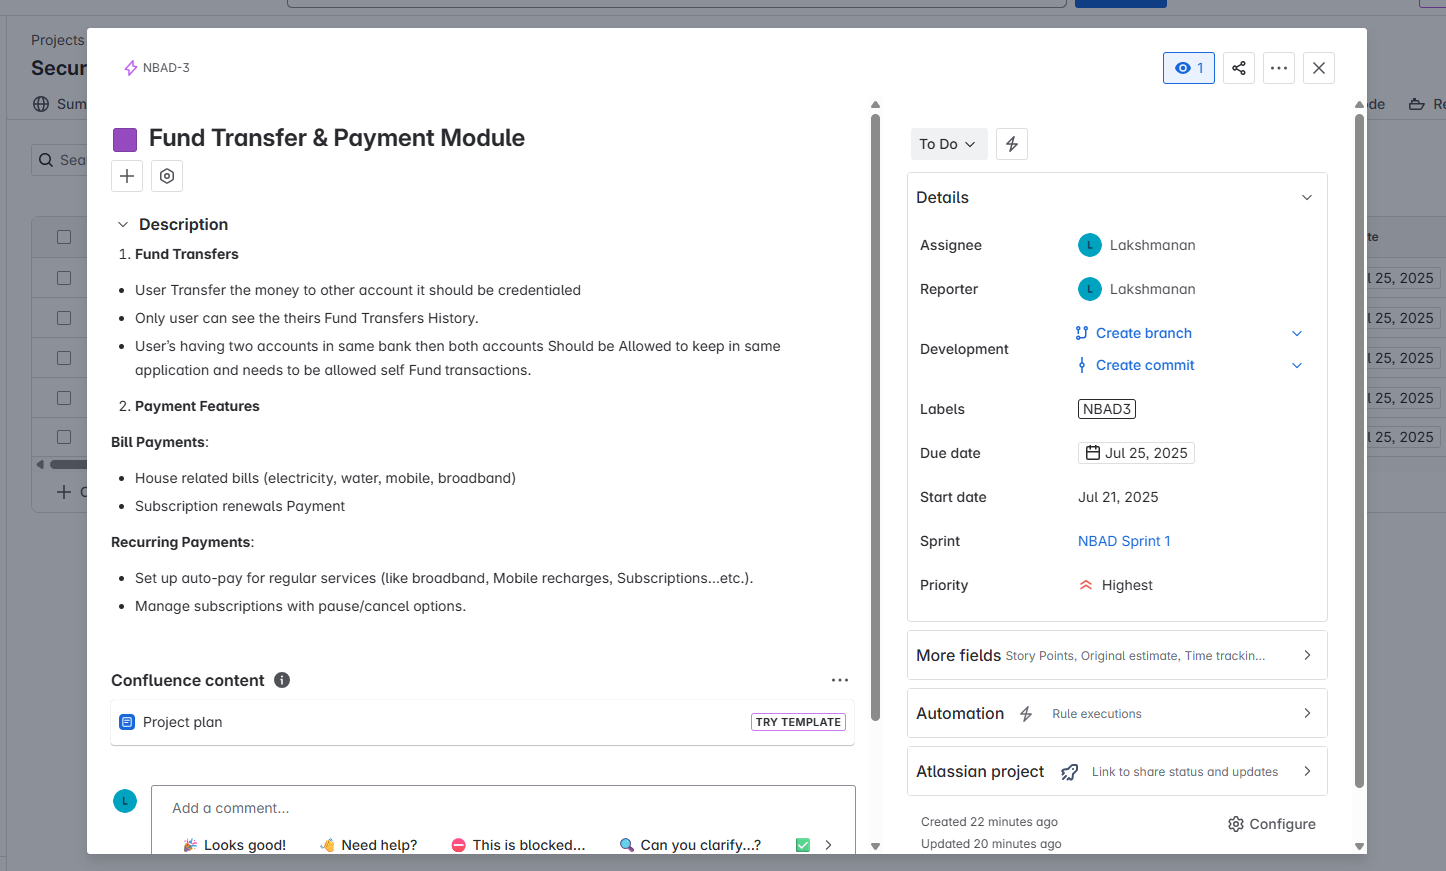 Projects
Secur
Sum
Sea
NBAD-3
1
Fund Transfer & Payment Module
Description
1. Fund Transfers
• User Transfer the money to other account it should be credentialed
• Only user can see the theirs Fund Transfers History.
• User's having two accounts in same bank then both accounts Should be Allowed to keep in same
application and needs to be allowed self Fund transactions.
2. Payment Features
Bill Payments:
• House related bills (electricity, water, mobile, broadband)
• Subscription renewals Payment
Recurring Payments:
• Set up auto-pay for regular services (like broadband, Mobile recharges, Subscriptions...etc.).
• Manage subscriptions with pause/cancel options.
Confluence content
Project plan TRY TEMPLATE
L
Add a comment...
Looks good! Need help? This is blocked... Can you clarify...?
To Do
Details
Assignee L Lakshmanan
Reporter L Lakshmanan
Development Create branch
Create commit
Labels NBAD3
Due date Jul 25, 2025
Start date Jul 21, 2025
Sprint NBAD Sprint 1
Priority Highest
More fields Story Points, Original estimate, Time trackin...
Automation Rule executions
Atlassian project Link to share status and updates
Created 22 minutes ago
Updated 20 minutes ago
Configure
de
Re
te
l 25, 2025
l 25, 2025
l 25, 2025
l 25, 2025
l 25, 2025